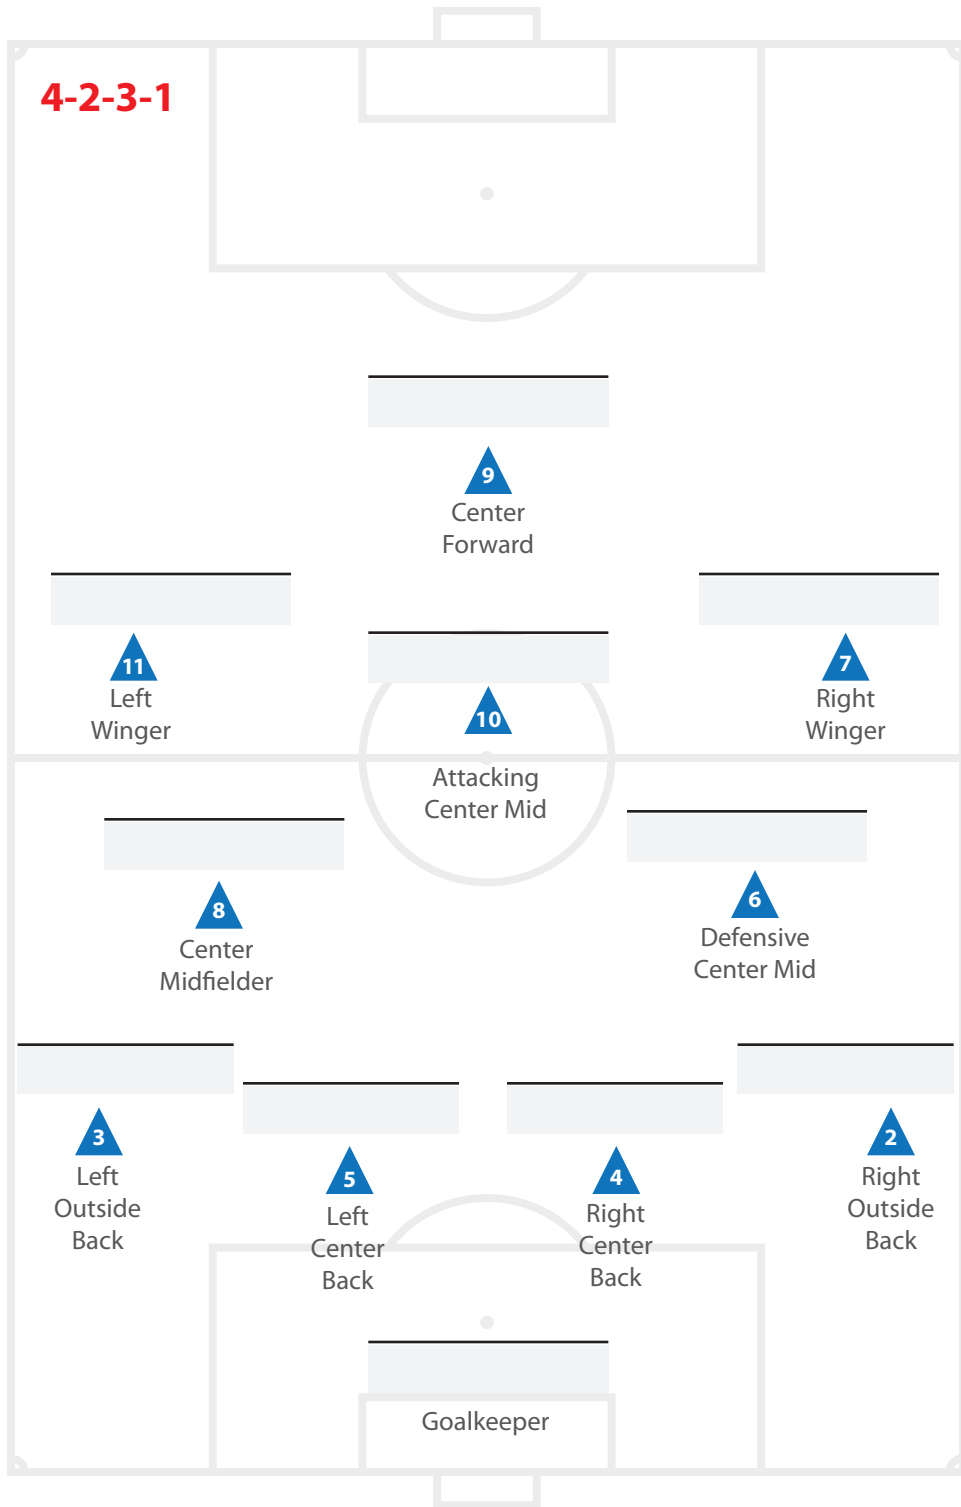 4-2-3-1
9
Center
Forward
11
Left
Winger
10
Attacking
Center Mid
7
Right
Winger
8
Center
Midfielder
6
Defensive
Center Mid
3
Left
Outside
Back
5
Left
Center
Back
4
Right
Center
Back
2
Right
Outside
Back
Goalkeeper